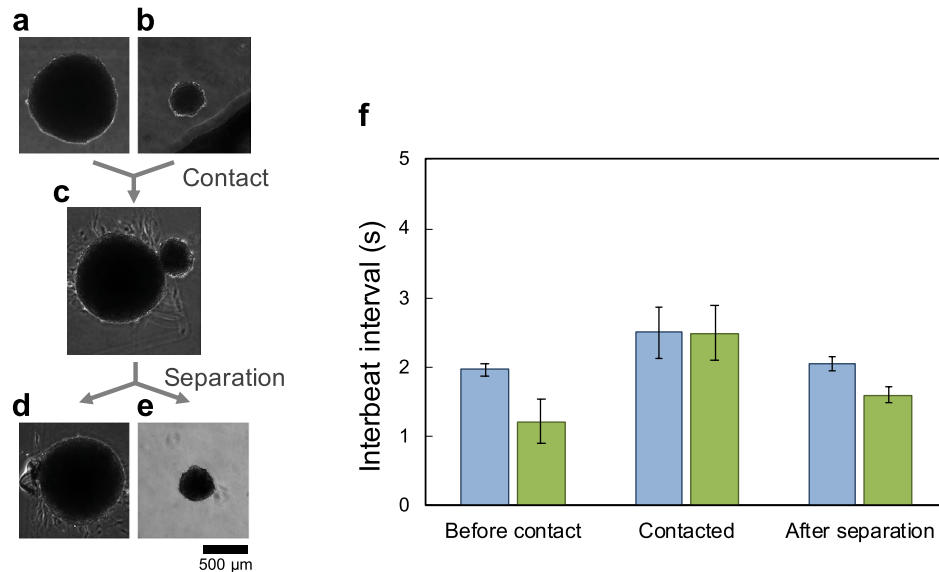 a
b
Contact
c
Separation
d
e
500 μm
f
Interbeat interval (s)
5
4
3
2
1
0
Before contact
Contacted
After separation